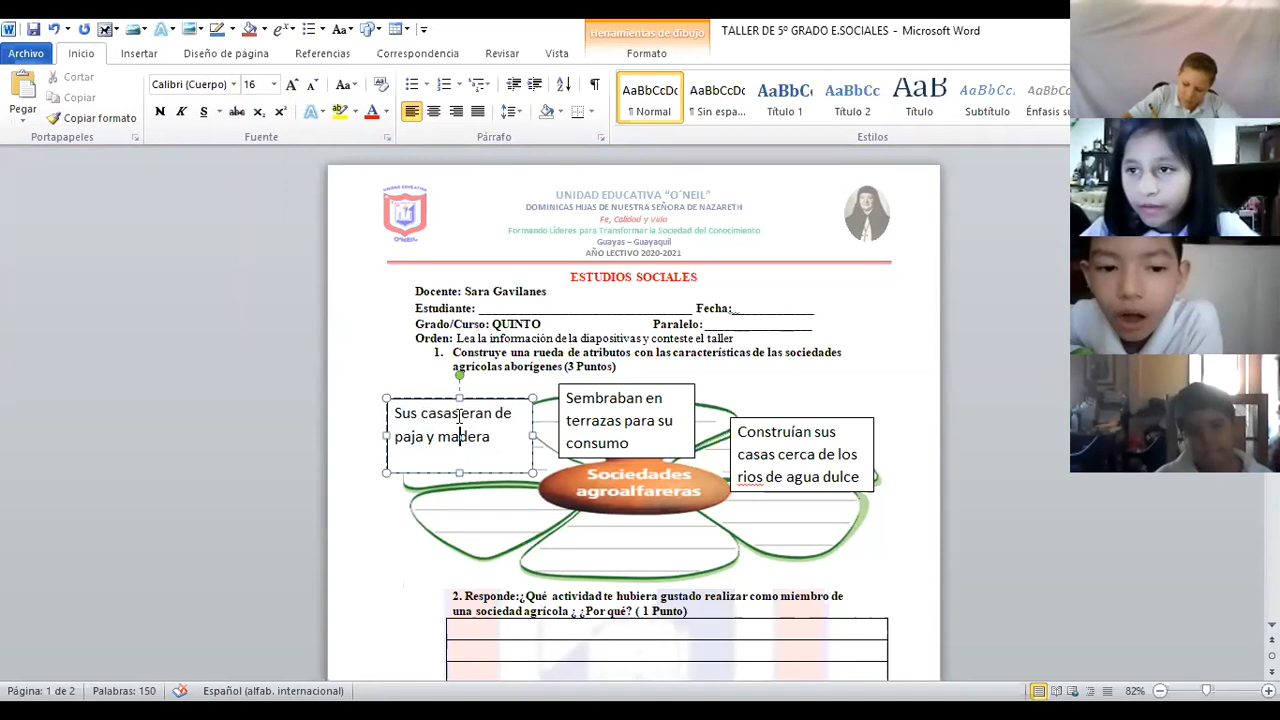 TALLER DE 5º GRADO E.SOCIALES - Microsoft Word
Herramientas de dibujo
Archivo Inicio Insertar Diseño de página Referencias Correspondencia Revisar Vista Formato
Cortar
Copiar
Copiar formato
Pegar
Portapapeles
Calibri (Cuerpo) 16
Fuente
Párrafo
AaBbCcDc AaBbCcDc AaBbC AaBbCc AaB AaBbCc. AaBbCcD
¶ Normal ¶ Sin espa... Título 1 Título 2 Título Subtítulo Énfasis su
Estilos
UNIDAD EDUCATIVA
O´NEIL
UNIDAD EDUCATIVA “O´NEIL”
DOMINICAS HIJAS DE NUESTRA SEÑORA DE NAZARETH
Fe, Calidad y Vida
Formando Líderes para Transformar la Sociedad del Conocimiento
Guayas – Guayaquil
AÑO LECTIVO 2020-2021
ESTUDIOS SOCIALES
Docente: Sara Gavilanes
Estudiante: Fecha:
Grado/Curso: QUINTO Paralelo:
Orden: Lea la información de la diapositivas y conteste el taller
1. Construye una rueda de atributos con las características de las sociedades
agrícolas aborígenes (3 Puntos)
Sus casas eran de
paja y madera
Sembraban en
terrazas para su
consumo
Construían sus
casas cerca de los
rios de agua dulce
Sociedades
agroalfareras
2. Responde:¿Qué actividad te hubiera gustado realizar como miembro de
una sociedad agrícola ¿ ¿Por qué? ( 1 Punto)
Página: 1 de 2 Palabras: 150 Español (alfab. internacional) 82%